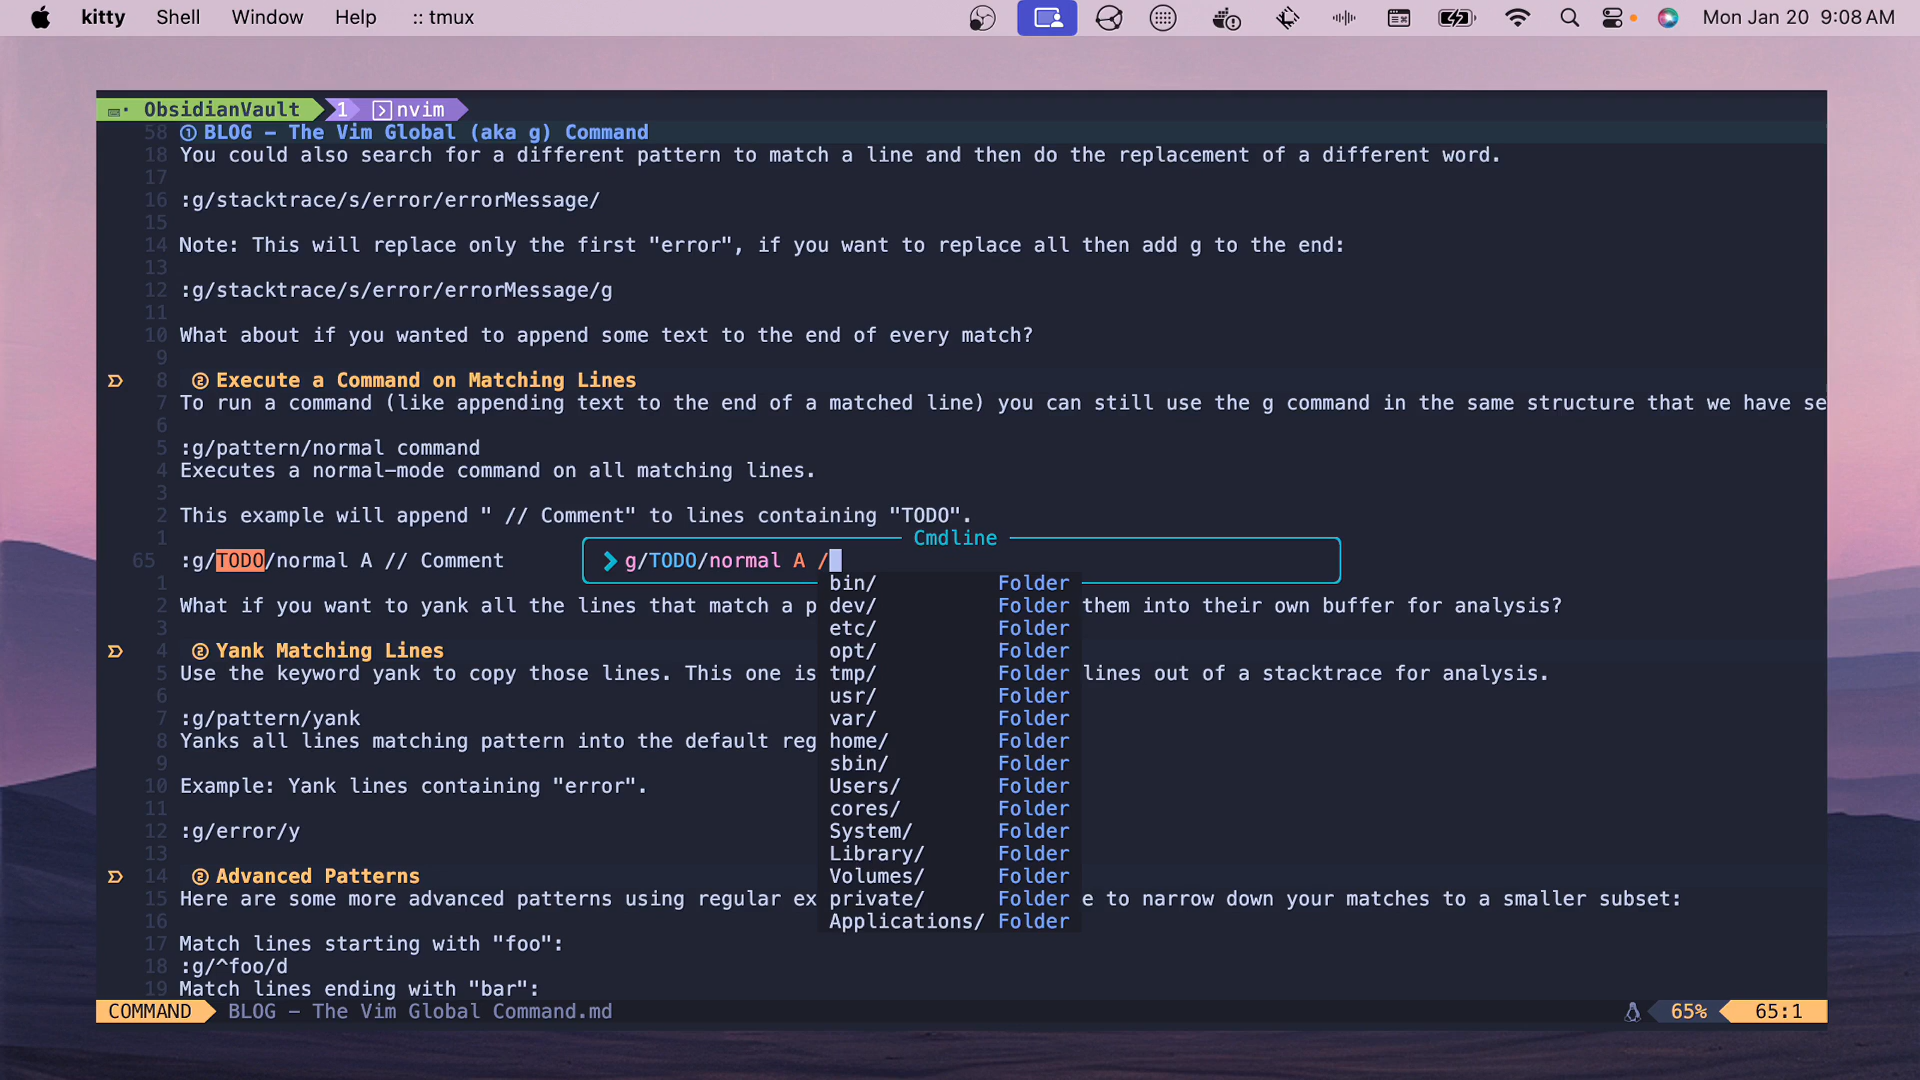 kitty Shell Window Help :: tmux Mon Jan 20 9:08 AM
ObsidianVault 1 nvim
58 ① BLOG – The Vim Global (aka g) Command
18 You could also search for a different pattern to match a line and then do the replacement of a different word.
17
16 :g/stacktrace/s/error/errorMessage/
15
14 Note: This will replace only the first "error", if you want to replace all then add g to the end:
13
12 :g/stacktrace/s/error/errorMessage/g
11
10 What about if you wanted to append some text to the end of every match?
9
8 ② Execute a Command on Matching Lines
7 To run a command (like appending text to the end of a matched line) you can still use the g command in the same structure that we have se
6
5 :g/pattern/normal command
4 Executes a normal-mode command on all matching lines.
3
2 This example will append " // Comment" to lines containing "TODO".
1 Cmdline
65 :g/TODO/normal A // Comment g/TODO/normal A /
1 bin/ Folder
2 What if you want to yank all the lines that match a p dev/ Folder them into their own buffer for analysis?
3 etc/ Folder
4 ② Yank Matching Lines opt/ Folder
5 Use the keyword yank to copy those lines. This one is tmp/ Folder lines out of a stacktrace for analysis.
6 usr/ Folder
7 :g/pattern/yank var/ Folder
8 Yanks all lines matching pattern into the default reg home/ Folder
9 sbin/ Folder
10 Example: Yank lines containing "error". Users/ Folder
11 cores/ Folder
12 :g/error/y System/ Folder
13 Library/ Folder
14 ② Advanced Patterns Volumes/ Folder
15 Here are some more advanced patterns using regular ex private/ Folder e to narrow down your matches to a smaller subset:
16 Applications/ Folder
17 Match lines starting with "foo":
18 :g/^foo/d
19 Match lines ending with "bar":
COMMAND BLOG – The Vim Global Command.md 65% 65:1